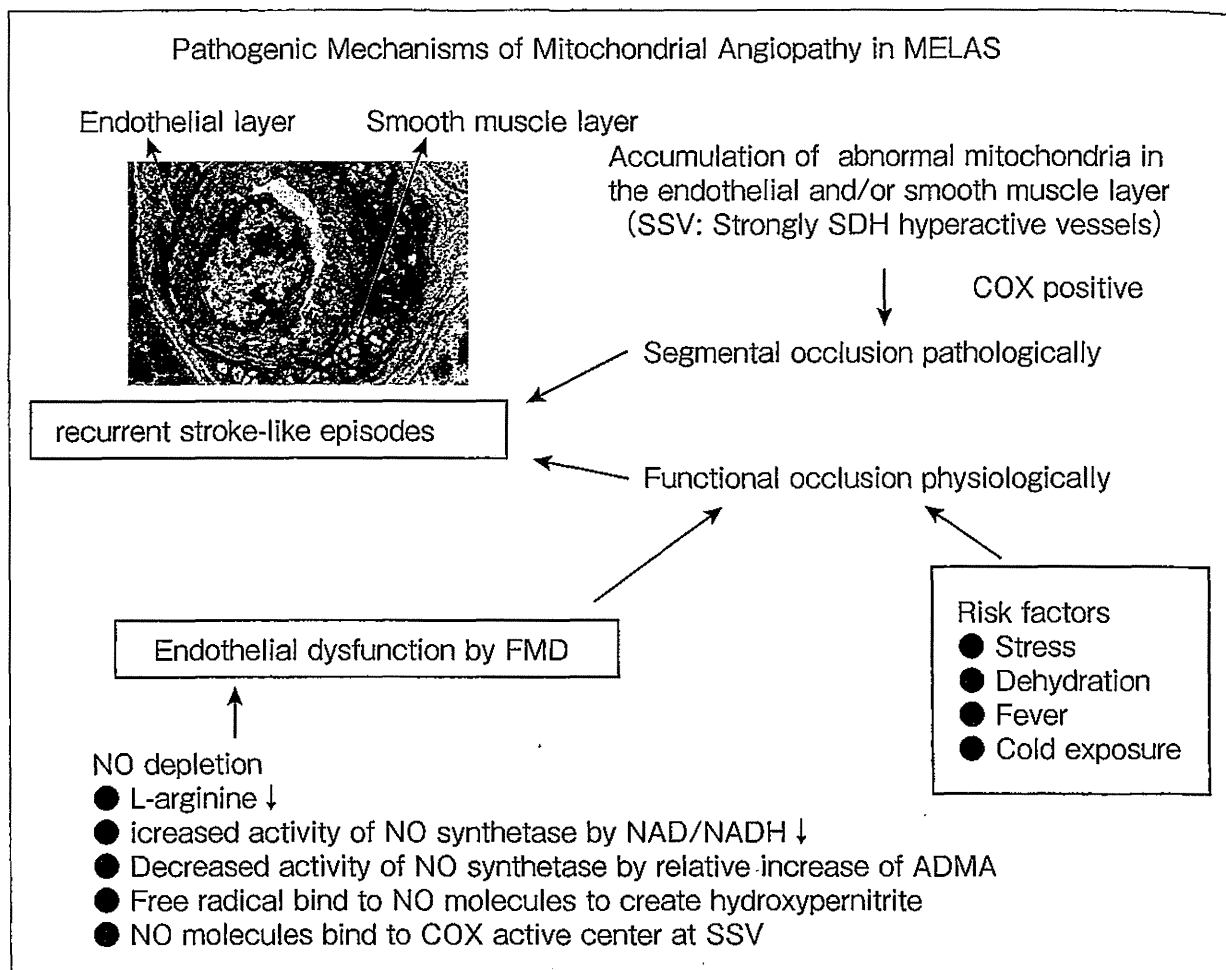 Pathogenic Mechanisms of Mitochondrial Angiopathy in MELAS
Endothelial layer
Smooth muscle layer
Accumulation of abnormal mitochondria in
the endothelial and/or smooth muscle layer
(SSV: Strongly SDH hyperactive vessels)
COX positive
Segmental occlusion pathologically
recurrent stroke-like episodes
Functional occlusion physiologically
Endothelial dysfunction by FMD
Risk factors
● Stress
● Dehydration
● Fever
● Cold exposure
NO depletion
● L-arginine↓
● icreased activity of NO synthetase by NAD/NADH↓
● Decreased activity of NO synthetase by relative increase of ADMA
● Free radical bind to NO molecules to create hydroxypernitrite
● NO molecules bind to COX active center at SSV